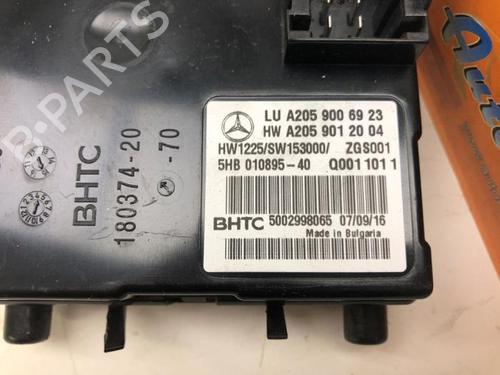 LU A205 900 69 23
HW A205 901 20 04
HW1225/SW153000/ ZGS001
5HB 010895-40 Q001 101 1
BHTC 5002998065 07/09/16
Made in Bulgaria
BHTC
180374-20
-70
B-PARTS